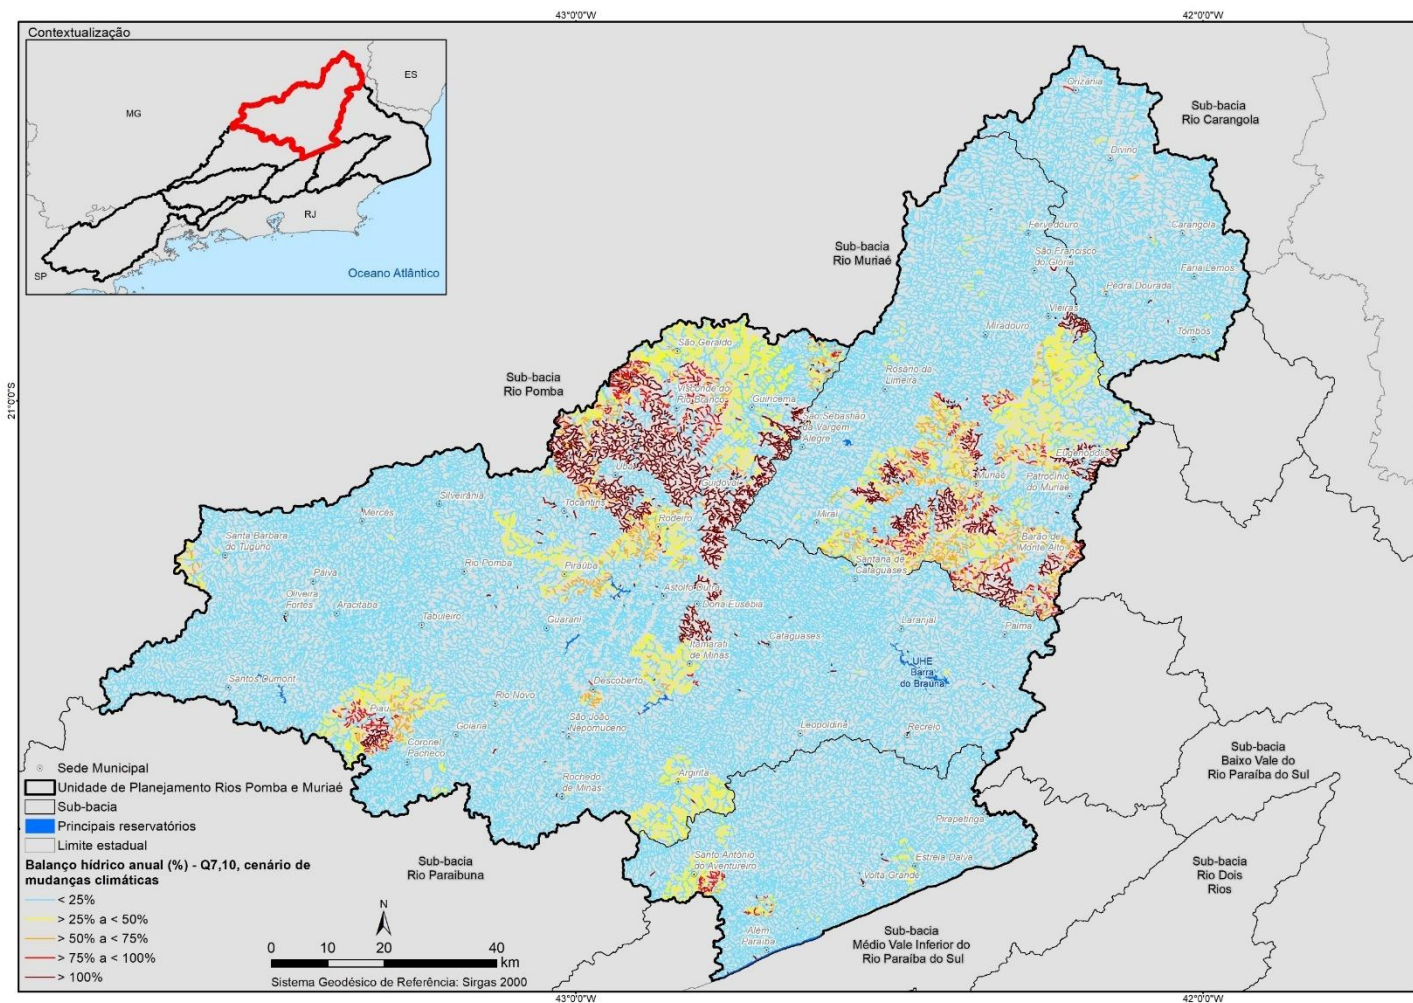 43°0'0"W
42°0'0"W
Contextualização
ES
MG
RJ
SP
Oceano Atlântico
21°0'0"S
Sub-bacia
Rio Carangola
Orizânia
Divino
Sub-bacia
Rio Muriaé
Fervedouro
Carangola
São Francisco
do Glória
Faria Lemos
Pedra Dourada
Vieiras
Miradouro
Tombos
São Geraldo
Sub-bacia
Rio Pomba
Rosário da
Limeira
Visconde do
Rio Branco
Guiricema
São Sebastião
da Vargem
Alegre
Eugenópolis
Ubá
Guidoval
Muriaé
Patrocínio
do Muriaé
Silveirânia
Tocantins
Mercês
Rodeiro
Miraí
Santa Bárbara
do Tugúrio
Barão de
Monte Alto
Rio Pomba
Piraúba
Santana de
Cataguases
Paiva
Oliveira
Fortes
Aracitaba
Astolfo Dutra
Dona Eusébia
Tabuleiro
Guarani
Cataguases
Laranjal
Palma
Itamarati
de Minas
UHE
Barra
do Braúna
Santos Dumont
Descoberto
Rio Novo
Piau
São João
Nepomuceno
Goianá
Coronel
Pacheco
Leopoldina
Recreio
Argirita
Rochedo
de Minas
Sub-bacia
Baixo Vale do
Rio Paraíba do Sul
Pirapetinga
Santo Antônio
do Aventureiro
Estrela Dalva
Volta Grande
Além
Paraíba
Sub-bacia
Rio Paraibuna
Sub-bacia
Rio Dois
Rios
Sub-bacia
Médio Vale Inferior do
Rio Paraíba do Sul
Sede Municipal
Unidade de Planejamento Rios Pomba e Muriaé
Sub-bacia
Principais reservatórios
Limite estadual
Balanço hídrico anual (%) - Q7,10, cenário de
mudanças climáticas
< 25%
> 25% a < 50%
> 50% a < 75%
> 75% a < 100%
> 100%
N
0 10 20 40
km
Sistema Geodésico de Referência: Sirgas 2000
43°0'0"W
42°0'0"W